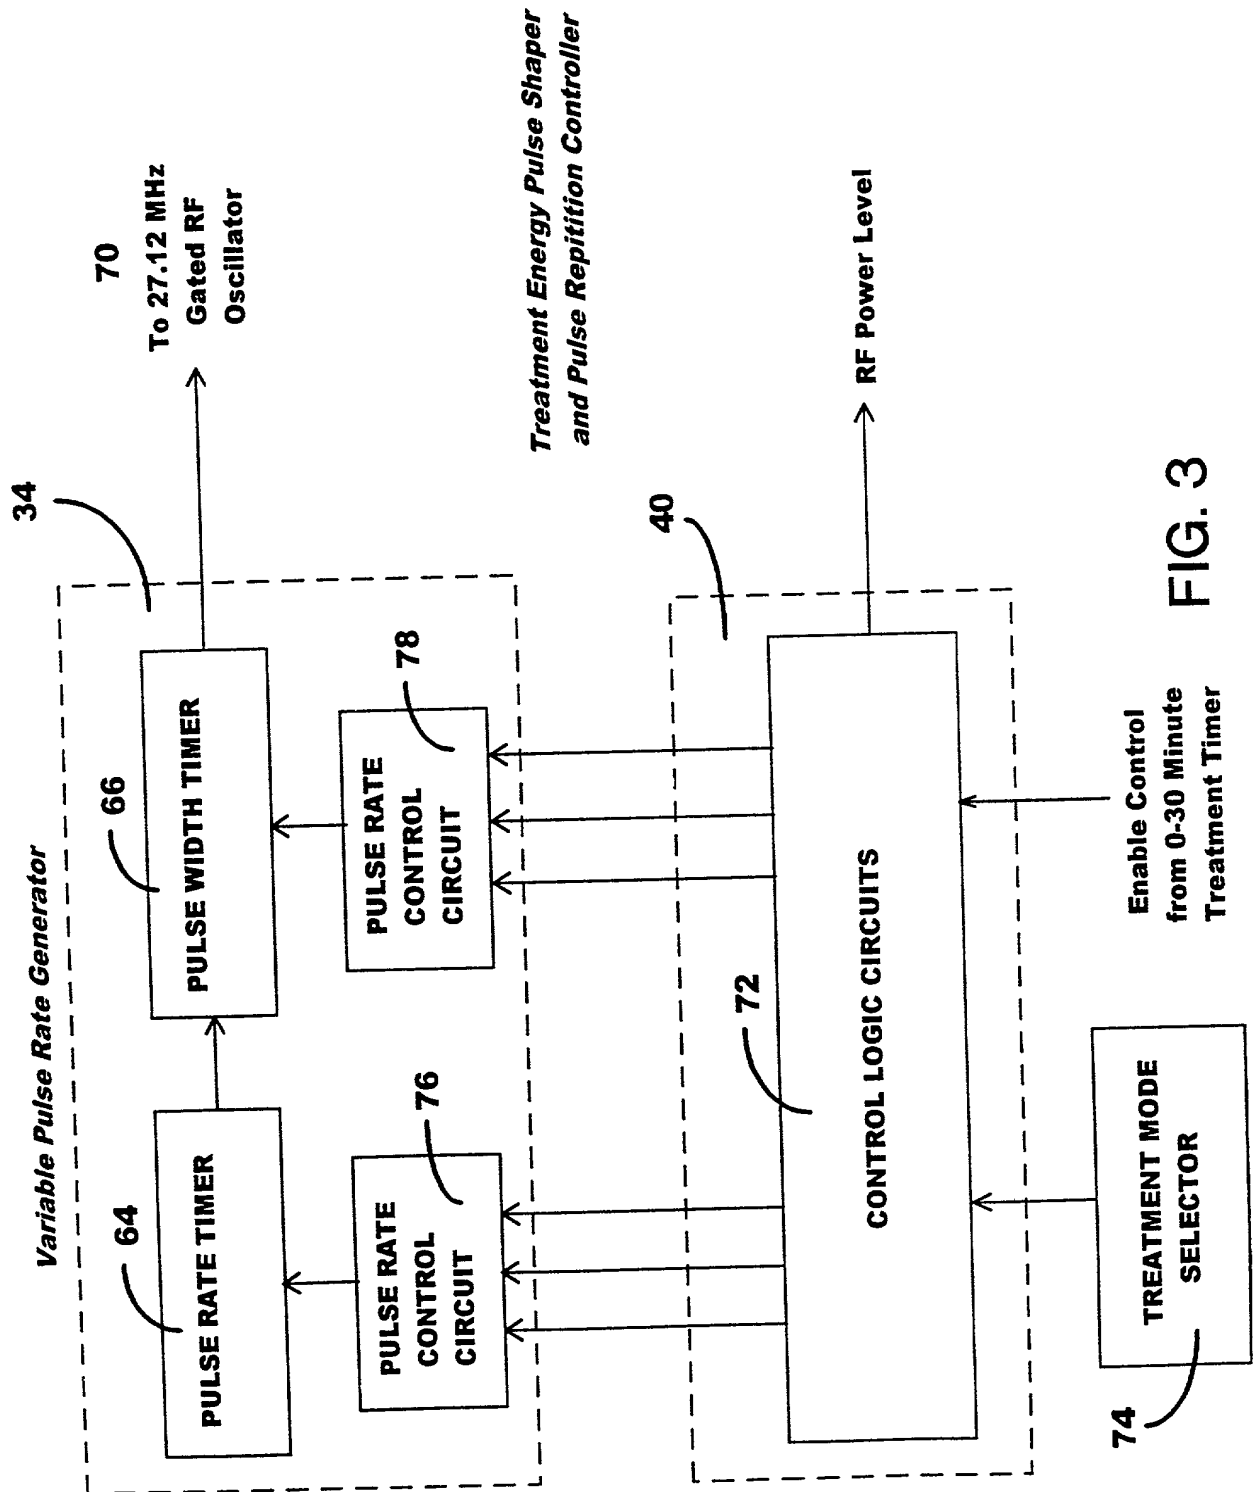 Variable Pulse Rate Generator
34
64
66
70
To 27.12 MHz
Gated RF
Oscillator
PULSE RATE TIMER
PULSE WIDTH TIMER
76
78
PULSE RATE
CONTROL
CIRCUIT
PULSE RATE
CONTROL
CIRCUIT
Treatment Energy Pulse Shaper
and Pulse Repitition Controller
40
72
CONTROL LOGIC CIRCUITS
RF Power Level
74
TREATMENT MODE
SELECTOR
Enable Control
from 0-30 Minute
Treatment Timer
FIG. 3